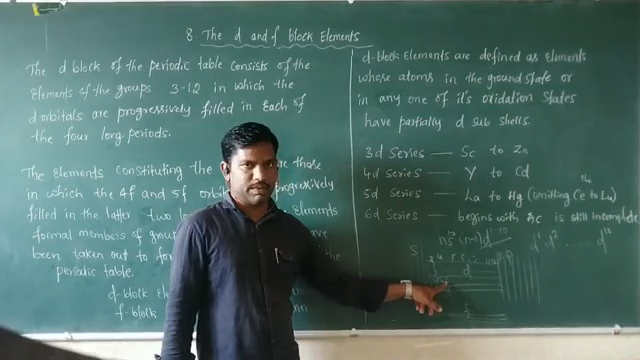 8. The d and f block Elements
The d block of the periodic table consists of the
Elements of the groups 3-12 in which the
d orbitals are progressively filled in each of
the four long periods.
The Elements constituting the are those
in which the 4f and 5f progressively
filled in the latter two Elements
formal members of
been taken out to
periodic table.
d-block
f-block
d-block Elements are defined as Elements
whose atoms in the ground state or
in any one of it's oxidation states
have partially d sub shells.
3d Series — Sc to Zn
4d Series — Y to Cd
5d Series — La to Hg (omitting Ce to Lu)
6d Series — begins with Ac is still incomplete
ns (n-1)d
d¹ d² ...... d¹⁰
S
d
f